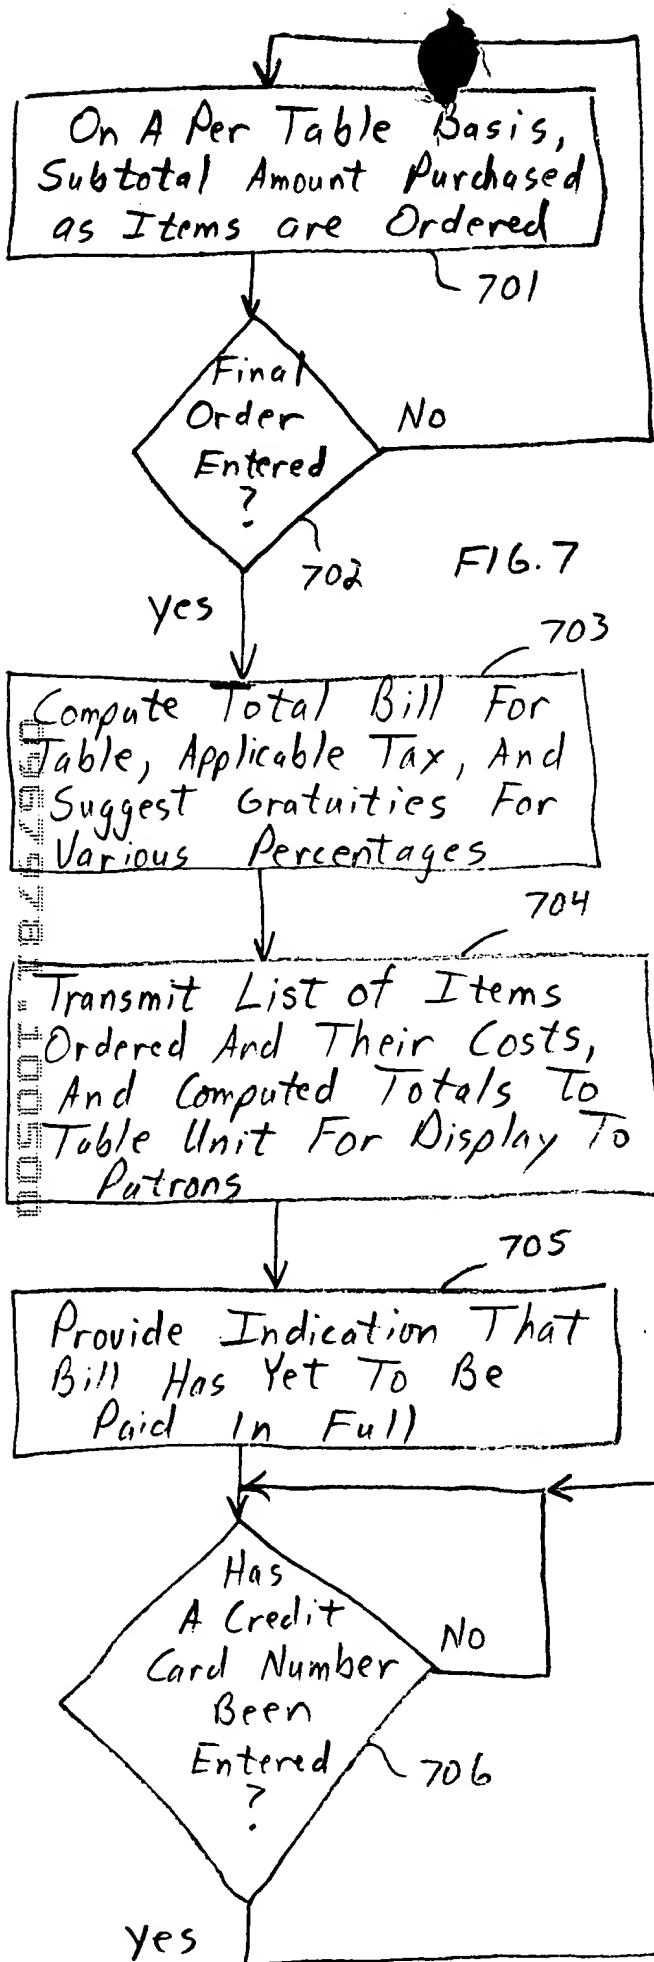 On A Per Table Basis,
Subtotal Amount Purchased
as Items are Ordered
701
Final
Order
Entered
?
No
702
FIG. 7
yes
703
Compute Total Bill For
Table, Applicable Tax, And
Suggest Gratuities For
Various Percentages
704
Transmit List of Items
Ordered And Their Costs,
And Computed Totals To
Table Unit For Display To
Patrons
705
Provide Indication That
Bill Has Yet To Be
Paid In Full
Has
A Credit
Card Number
Been
Entered
?
No
706
yes